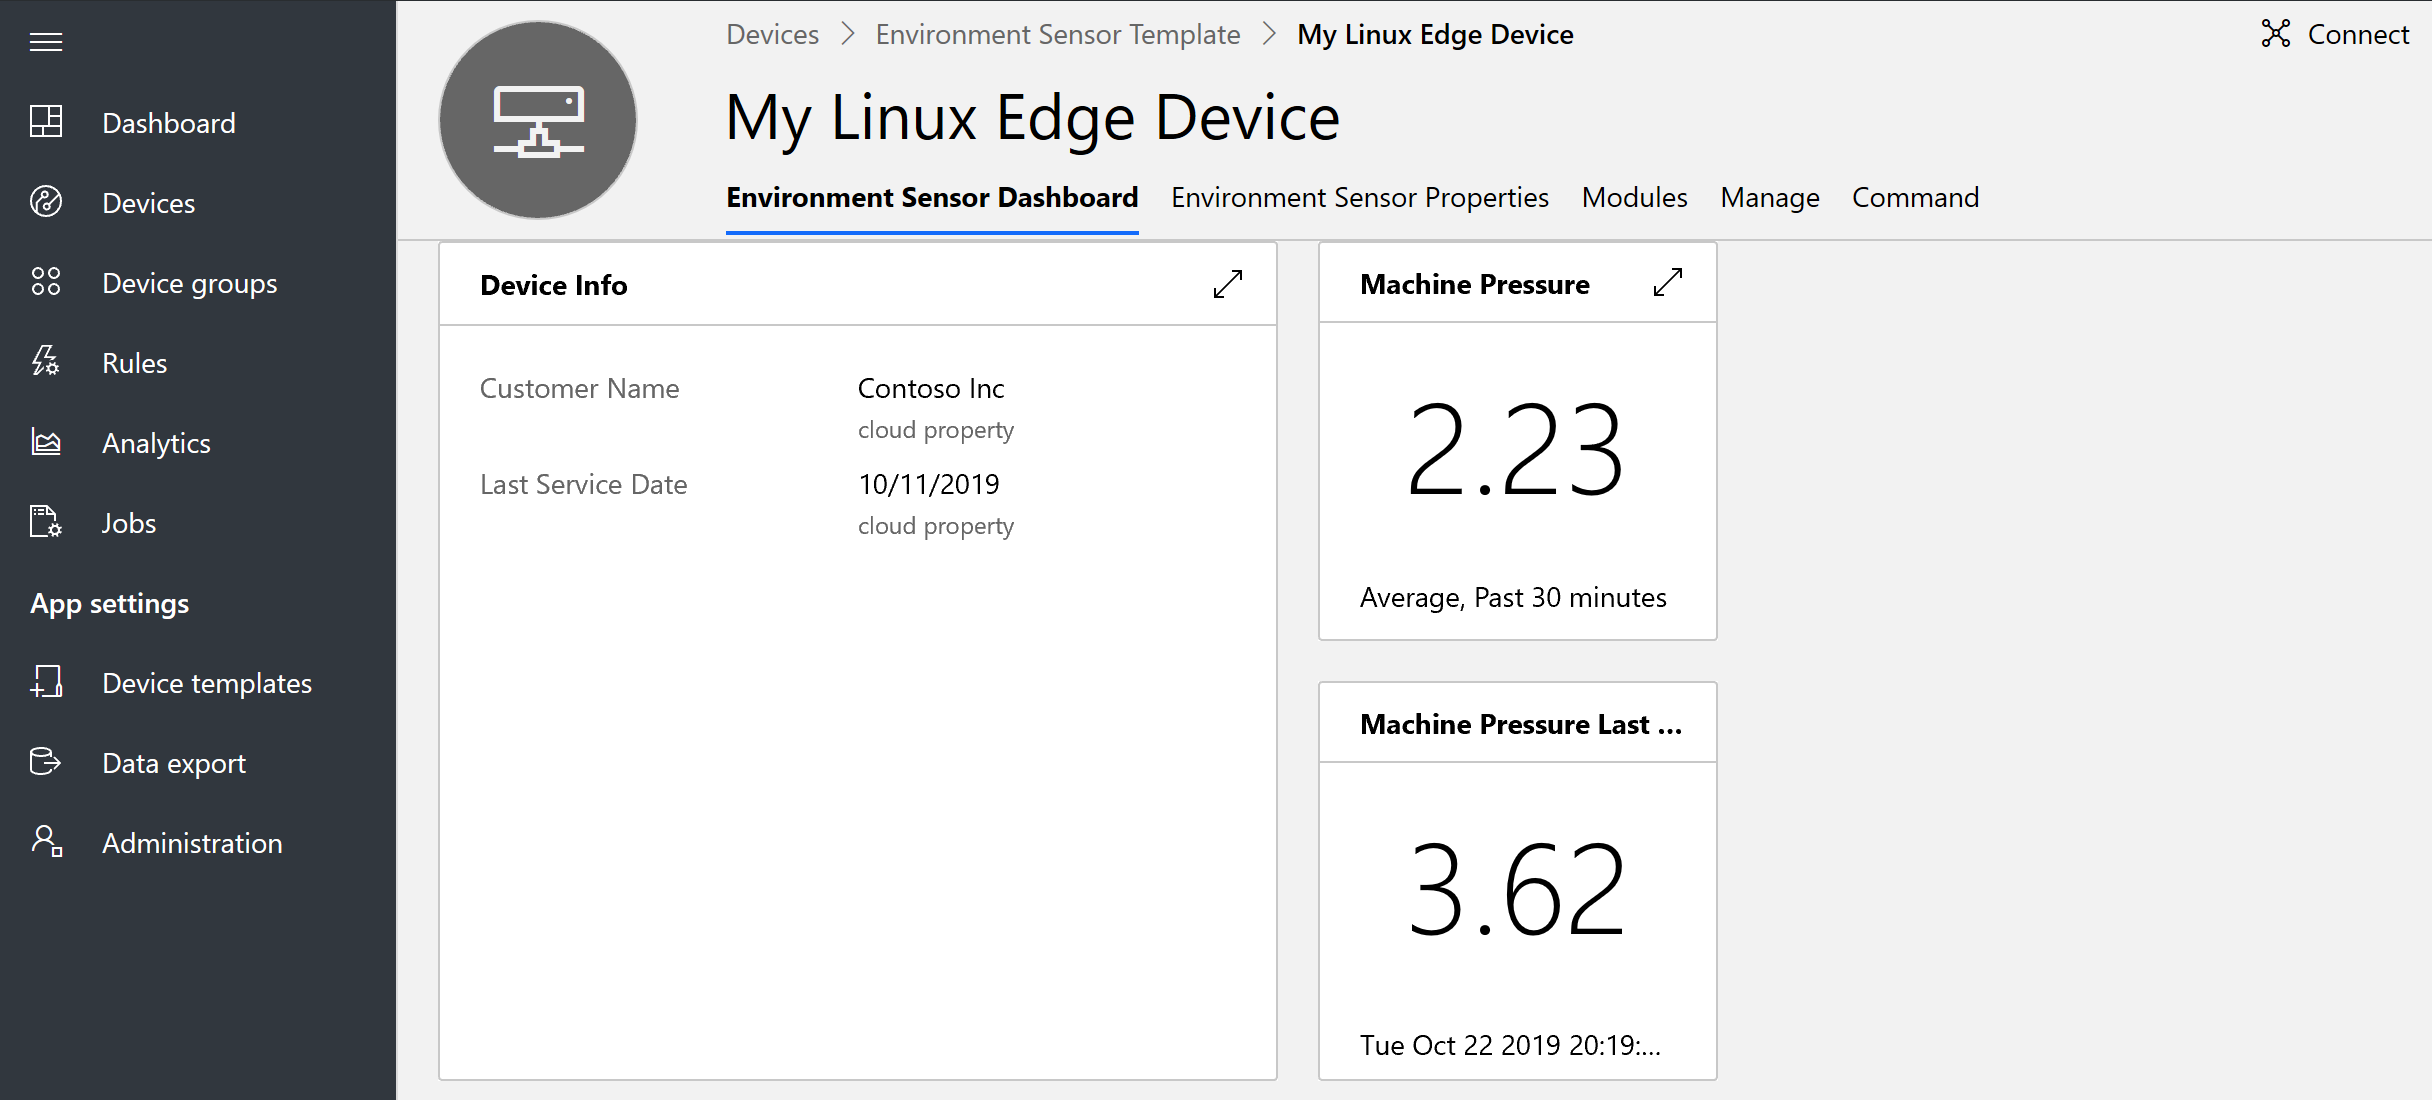 Dashboard
Devices
Device groups
Rules
Analytics
Jobs
App settings
Device templates
Data export
Administration
Devices > Environment Sensor Template > My Linux Edge Device
Connect
My Linux Edge Device
Environment Sensor Dashboard Environment Sensor Properties Modules Manage Command
Device Info
Customer Name Contoso Inc
cloud property
Last Service Date 10/11/2019
cloud property
Machine Pressure
2.23
Average, Past 30 minutes
Machine Pressure Last ...
3.62
Tue Oct 22 2019 20:19:...